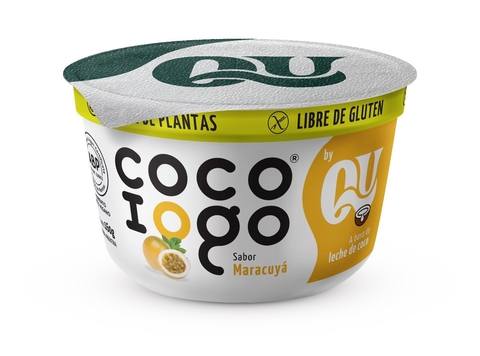 QU
DE PLANTAS
LIBRE DE GLUTEN
COCO
IOgO®
Sabor
Maracuyá
by
QU
A base de
leche de coco